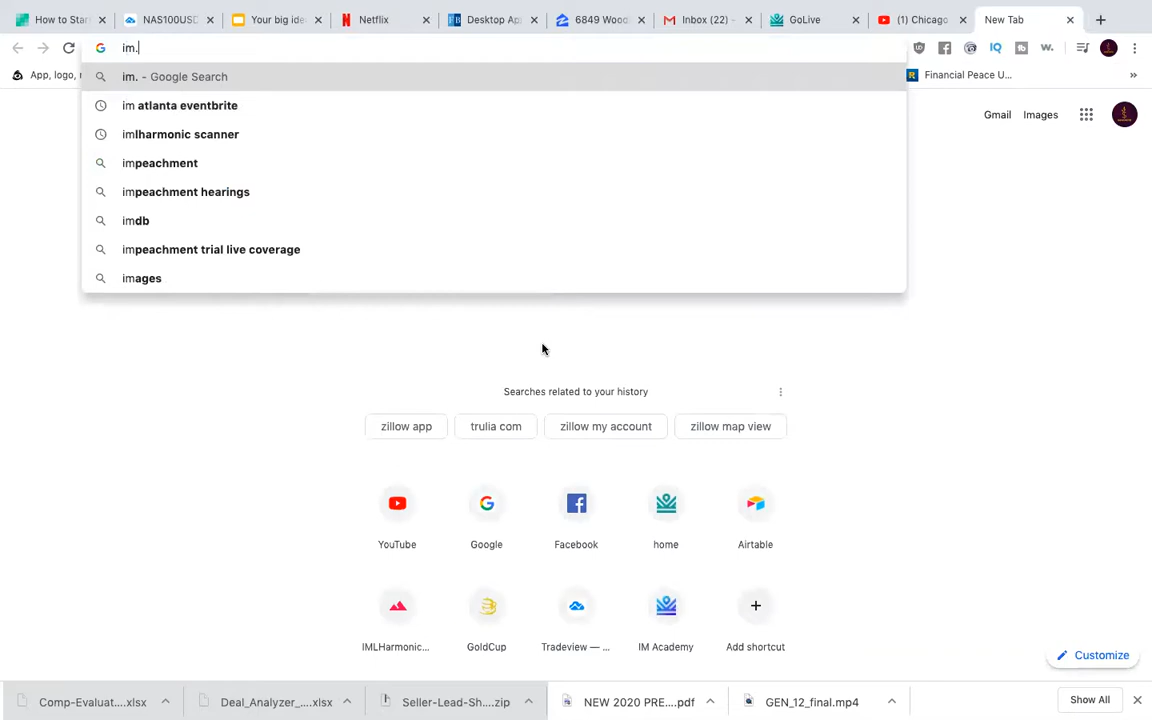 How to Star
NAS100USD
Your big ide
Netflix
Desktop Ap
6849 Woo
Inbox (22) -
GoLive
(1) Chicago
New Tab
im.
App, logo, r
Financial Peace U...
»
im. - Google Search
im atlanta eventbrite
imlharmonic scanner
impeachment
impeachment hearings
imdb
impeachment trial live coverage
images
Gmail
Images
Searches related to your history
zillow app
trulia com
zillow my account
zillow map view
YouTube
Google
Facebook
home
Airtable
IMLHarmonic...
GoldCup
Tradeview — ...
IM Academy
Add shortcut
Customize
Comp-Evaluat....xlsx
Deal_Analyzer_....xlsx
Seller-Lead-Sh....zip
NEW 2020 PRE....pdf
GEN_12_final.mp4
Show All